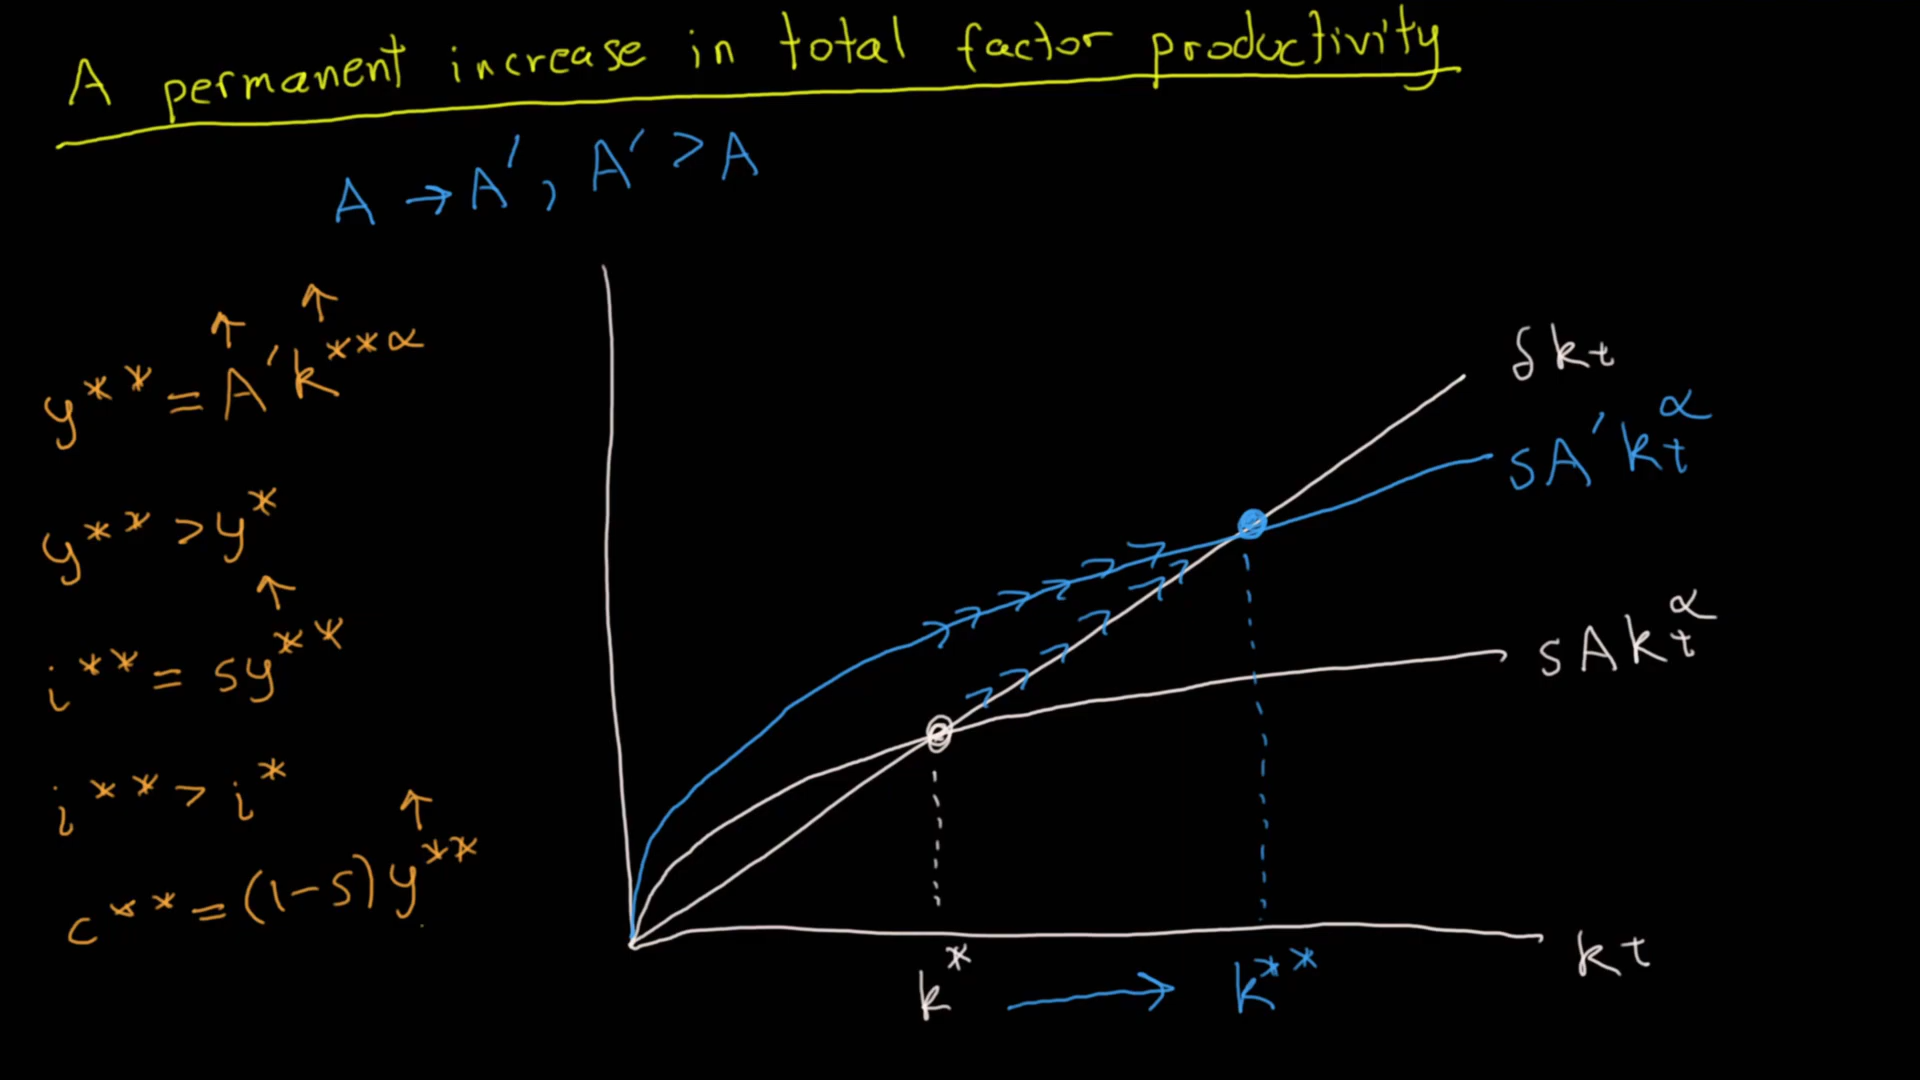 A permanent increase in total factor productivity
A → A′, A′ > A
↑ ↑
y** = A′k**α
y** > y*
↑
i** = sy**
i** > i*
↑
c** = (1-s)y**
δkt
sA′ktα
sAktα
k* → k**
kt